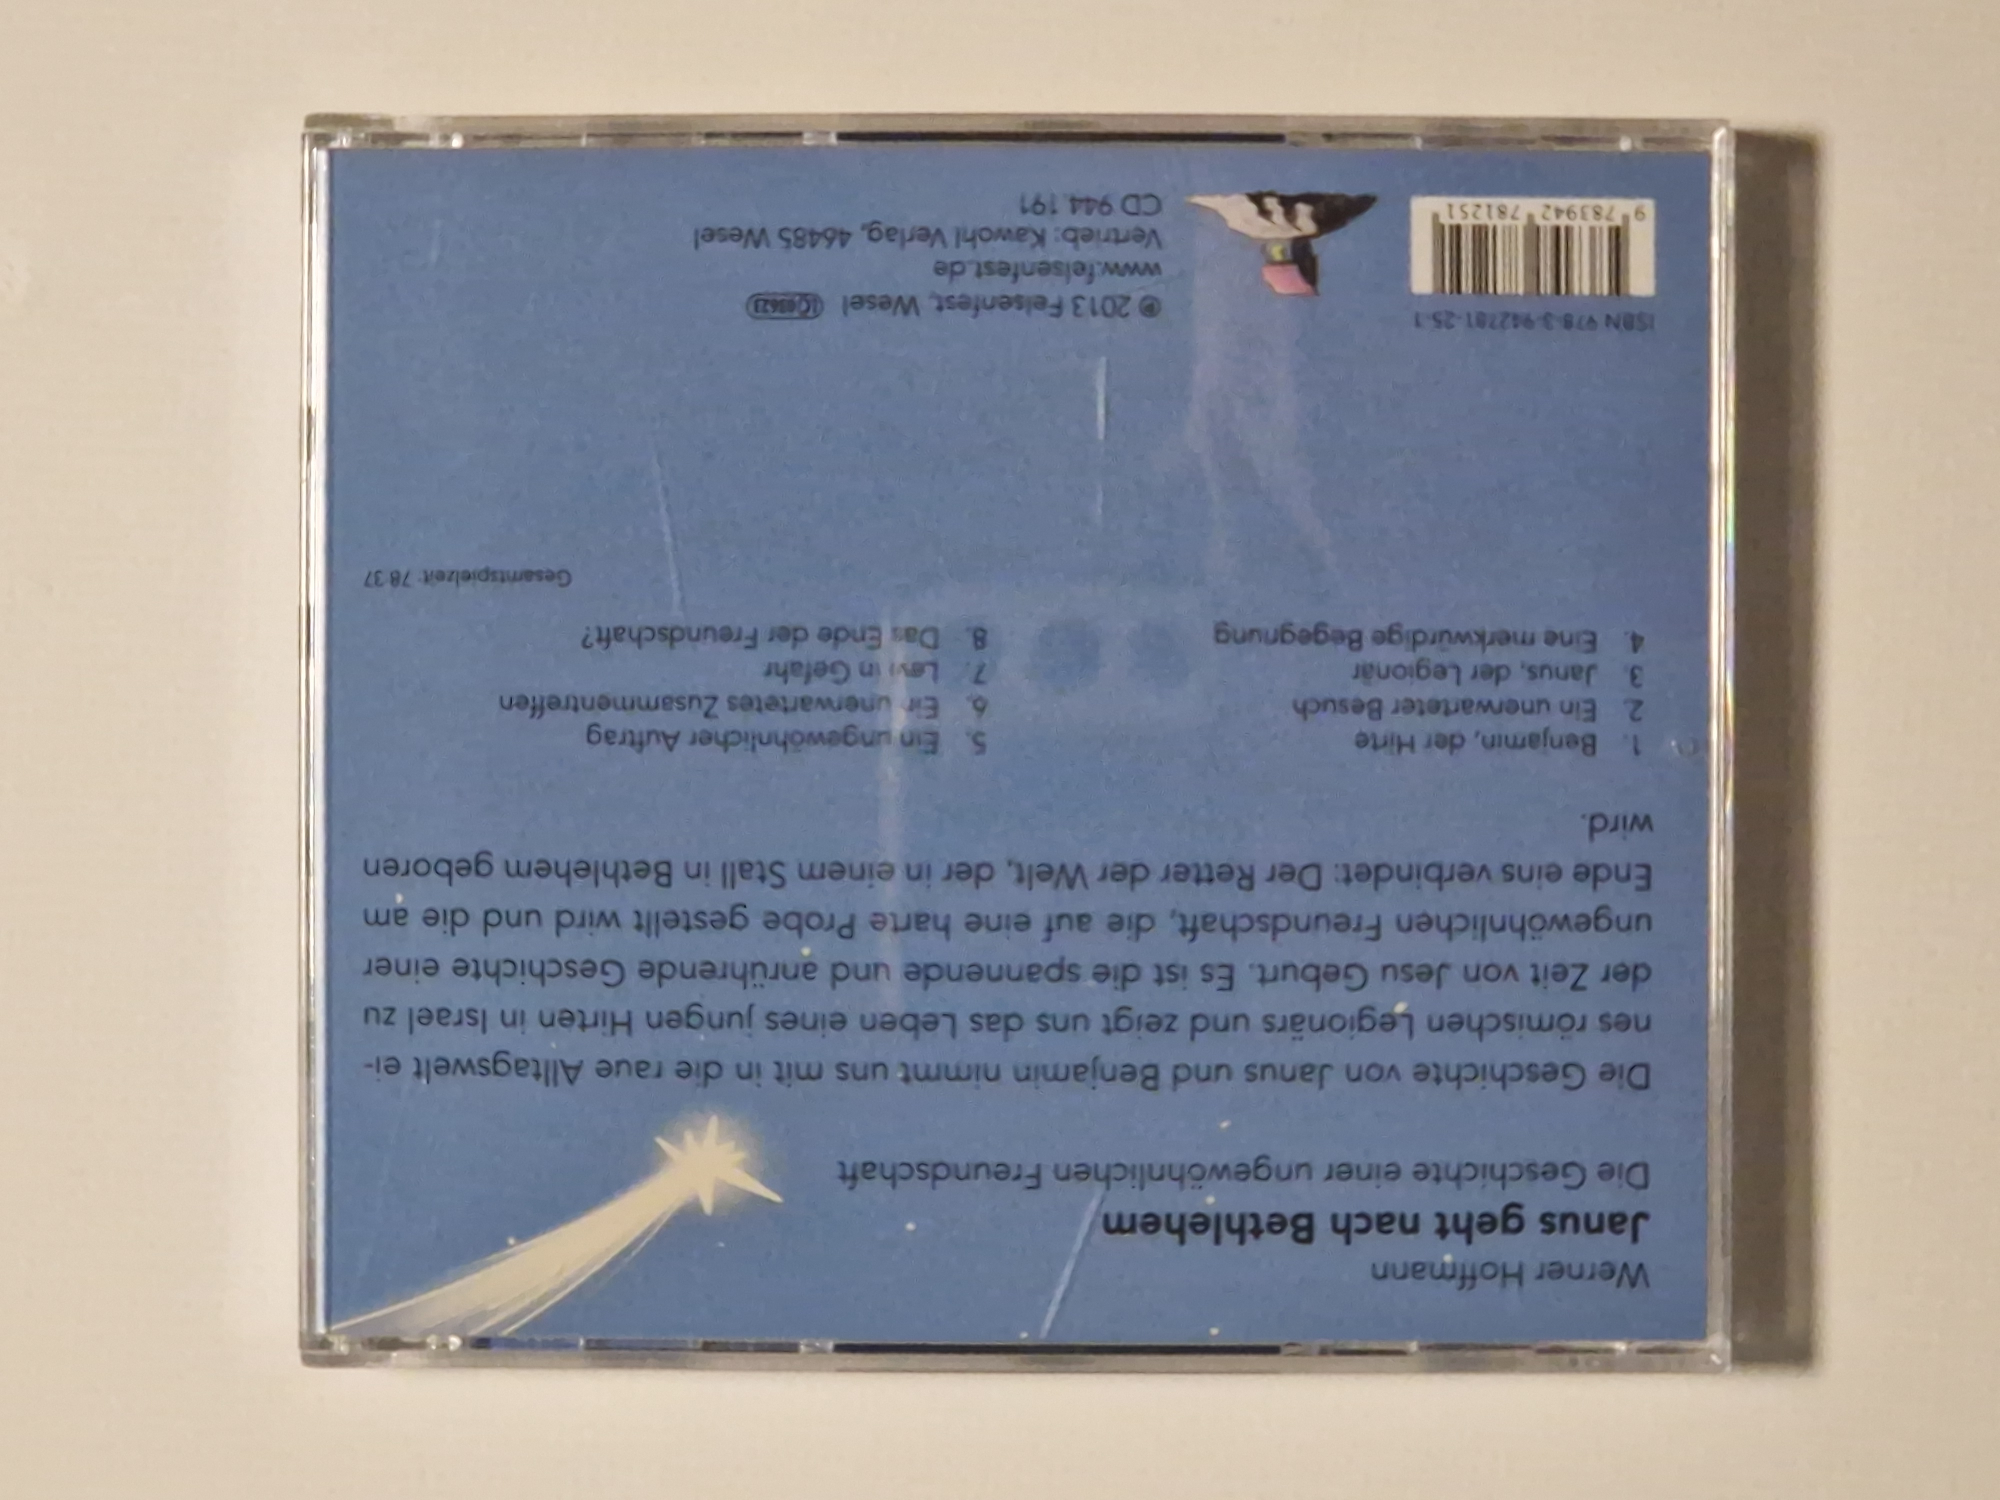 Werner Hoffmann
Janus geht nach Bethlehem
Die Geschichte einer ungewöhnlichen Freundschaft
Die Geschichte von Janus und Benjamin nimmt uns mit in die raue Alltagswelt ei-
nes römischen Legionärs und zeigt uns das Leben eines jungen Hirten in Israel zu
der Zeit von Jesu Geburt. Es ist die spannende und anrührende Geschichte einer
ungewöhnlichen Freundschaft, die auf eine harte Probe gestellt wird und die am
Ende eins verbindet: Der Retter der Welt, der in einem Stall in Bethlehem geboren
wird.
1. Benjamin, der Hirte
2. Ein unerwarteter Besuch
3. Janus, der Legionär
4. Eine merkwürdige Begegnung
5. Ein ungewöhnlicher Auftrag
6. Ein unerwartetes Zusammentreffen
7. Levi in Gefahr
8. Das Ende der Freundschaft?
Gesamtspielzeit: 78:37
ISBN 978-3-942781-25-1
9 783942 781251
℗ 2013 Felsenfest, Wesel LC 03623
www.felsenfest.de
Vertrieb: Kawohl Verlag, 46485 Wesel
CD 944.191